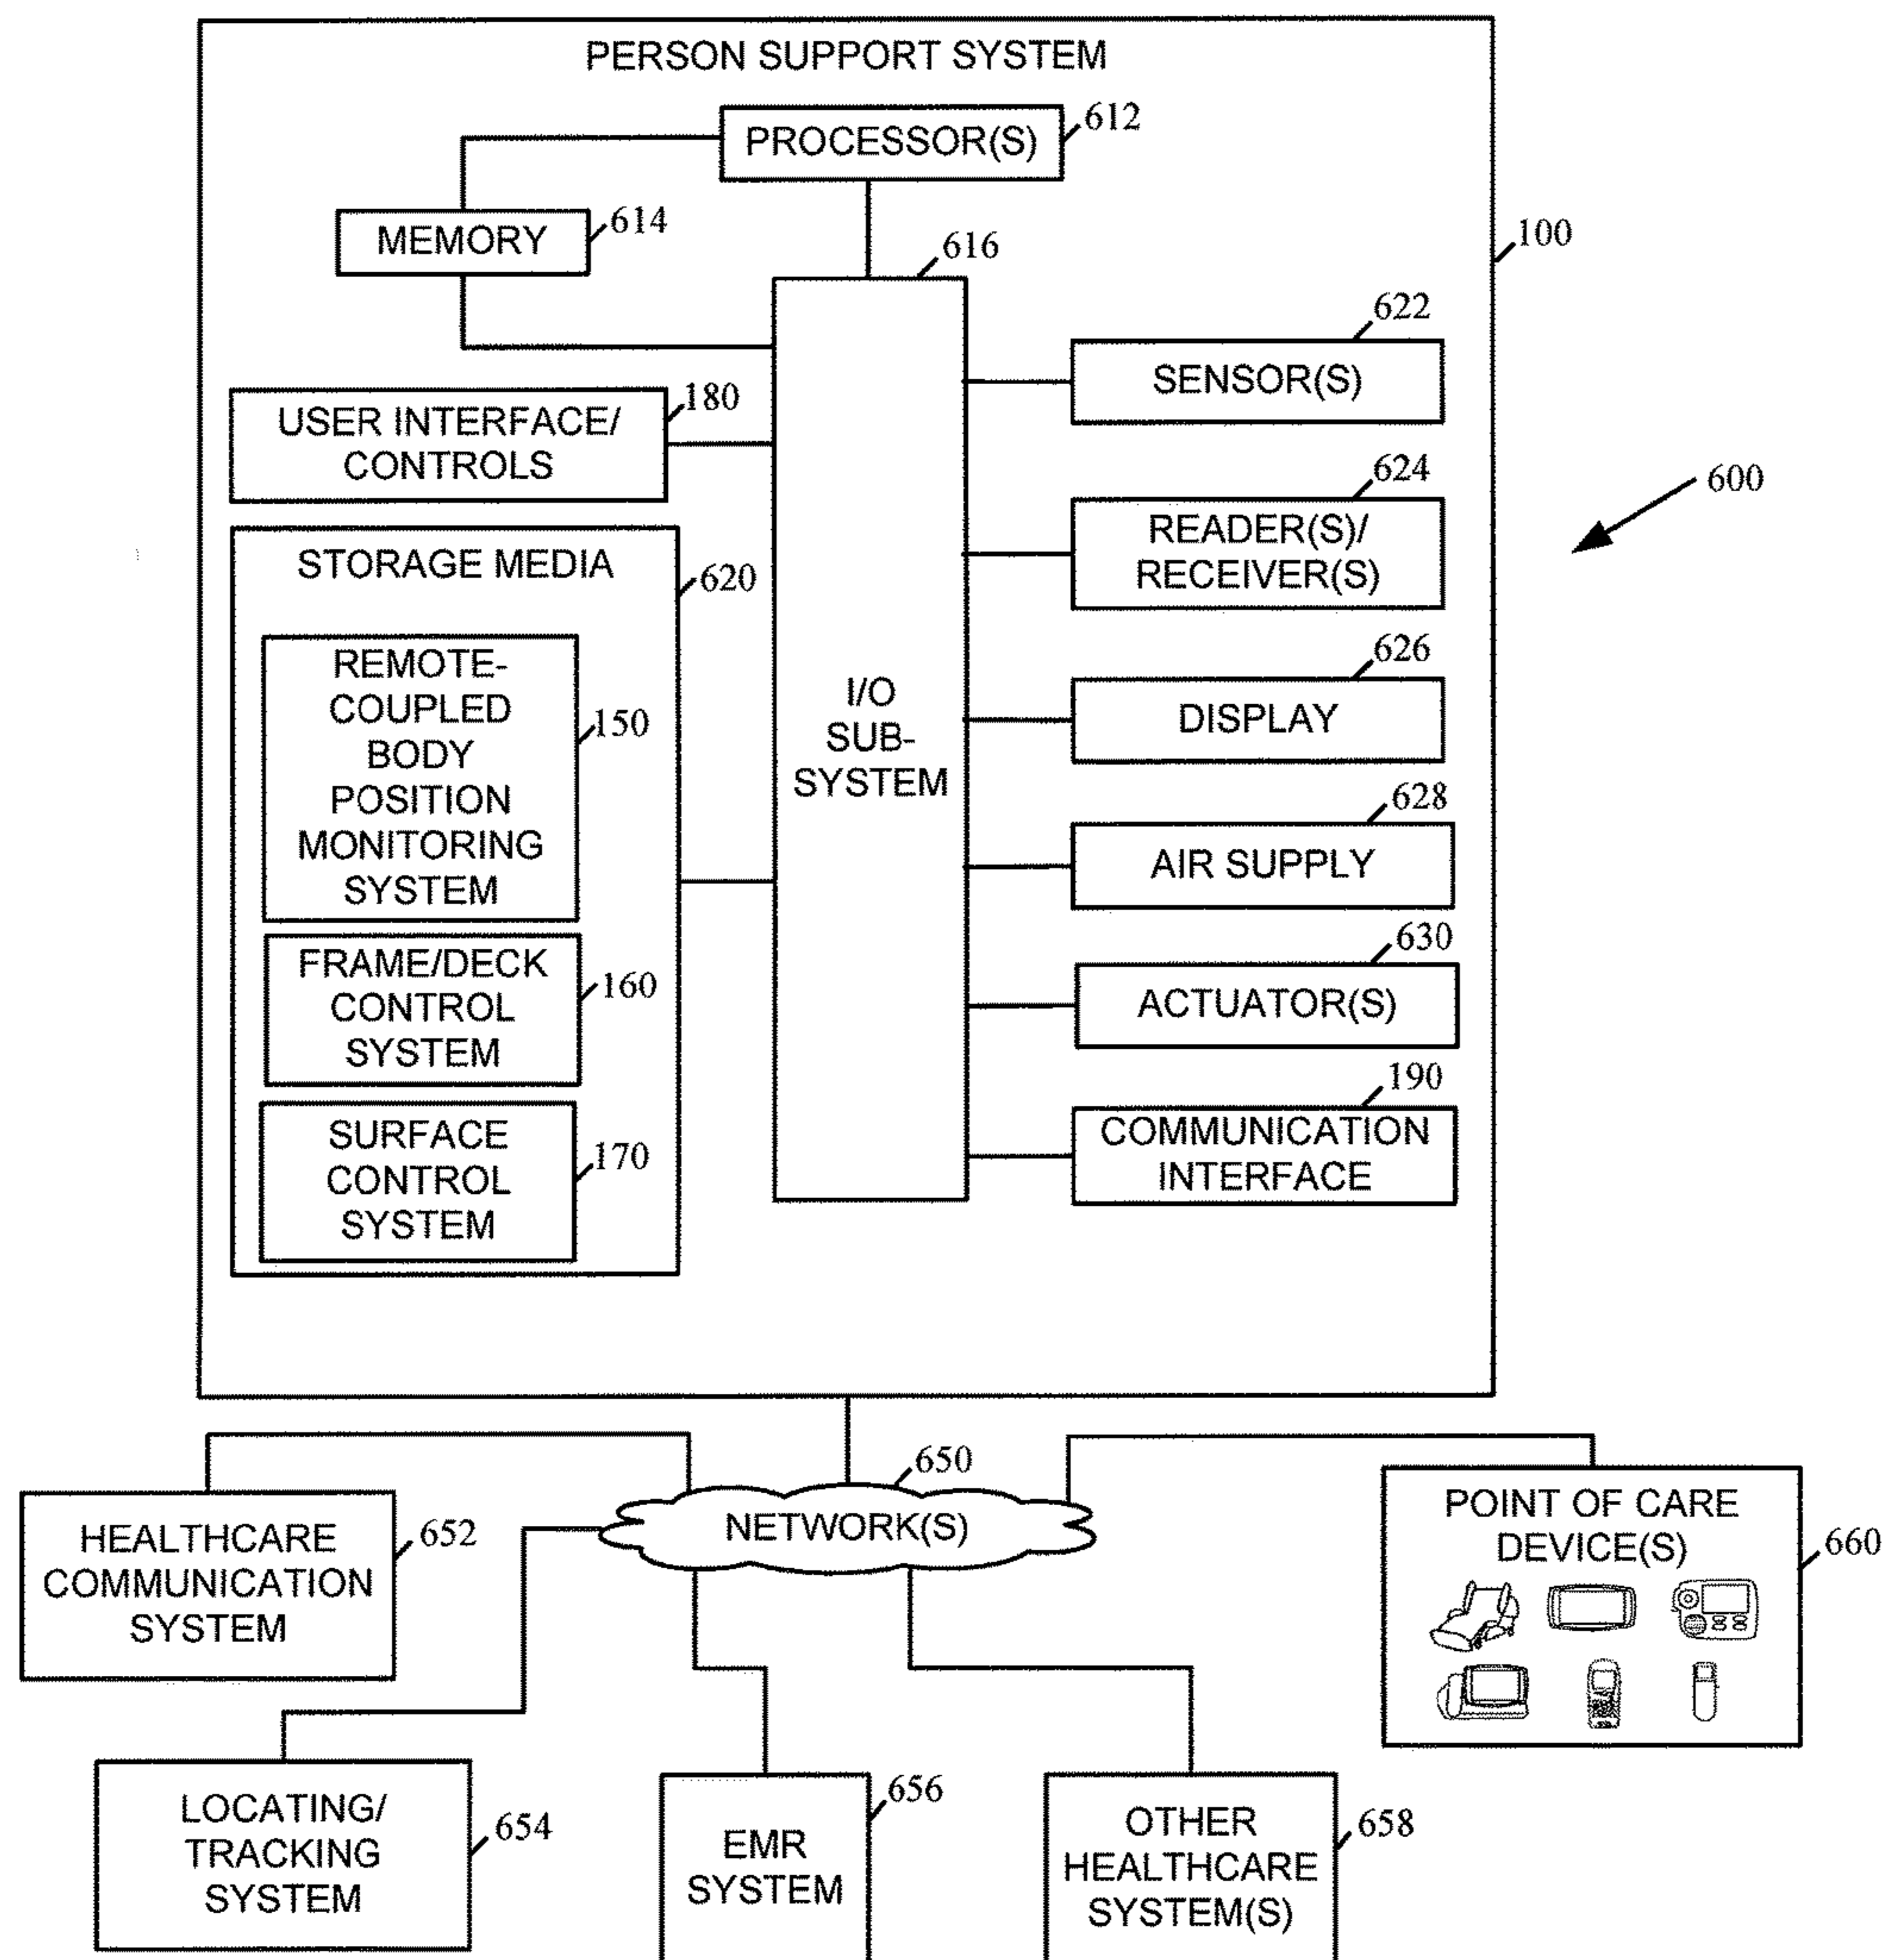 PERSON SUPPORT SYSTEM
PROCESSOR(S)
612
MEMORY
614
616
100
622
SENSOR(S)
USER INTERFACE/
CONTROLS
180
624
READER(S)/
RECEIVER(S)
600
STORAGE MEDIA
620
REMOTE-
COUPLED
BODY
POSITION
MONITORING
SYSTEM
150
I/O
SUB-
SYSTEM
626
DISPLAY
628
AIR SUPPLY
FRAME/DECK
CONTROL
SYSTEM
160
630
ACTUATOR(S)
SURFACE
CONTROL
SYSTEM
170
190
COMMUNICATION
INTERFACE
650
NETWORK(S)
HEALTHCARE
COMMUNICATION
SYSTEM
652
POINT OF CARE
DEVICE(S)
660
LOCATING/
TRACKING
SYSTEM
654
EMR
SYSTEM
656
OTHER
HEALTHCARE
SYSTEM(S)
658